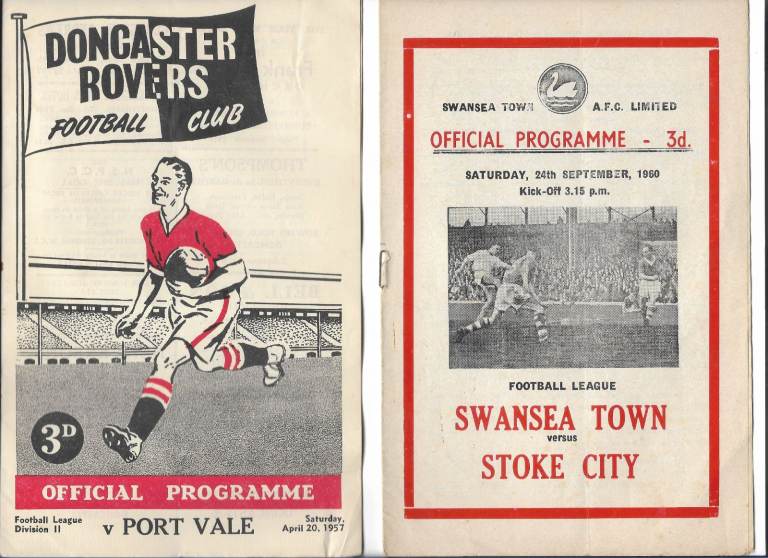 DONCASTER
ROVERS
FOOTBALL CLUB
3D
OFFICIAL PROGRAMME
Football League
Division II
v PORT VALE
Saturday,
April 20, 1957
SWANSEA TOWN A.F.C. LIMITED
OFFICIAL PROGRAMME - 3d.
SATURDAY, 24th SEPTEMBER, 1960
Kick-Off 3.15 p.m.
FOOTBALL LEAGUE
SWANSEA TOWN
versus
STOKE CITY